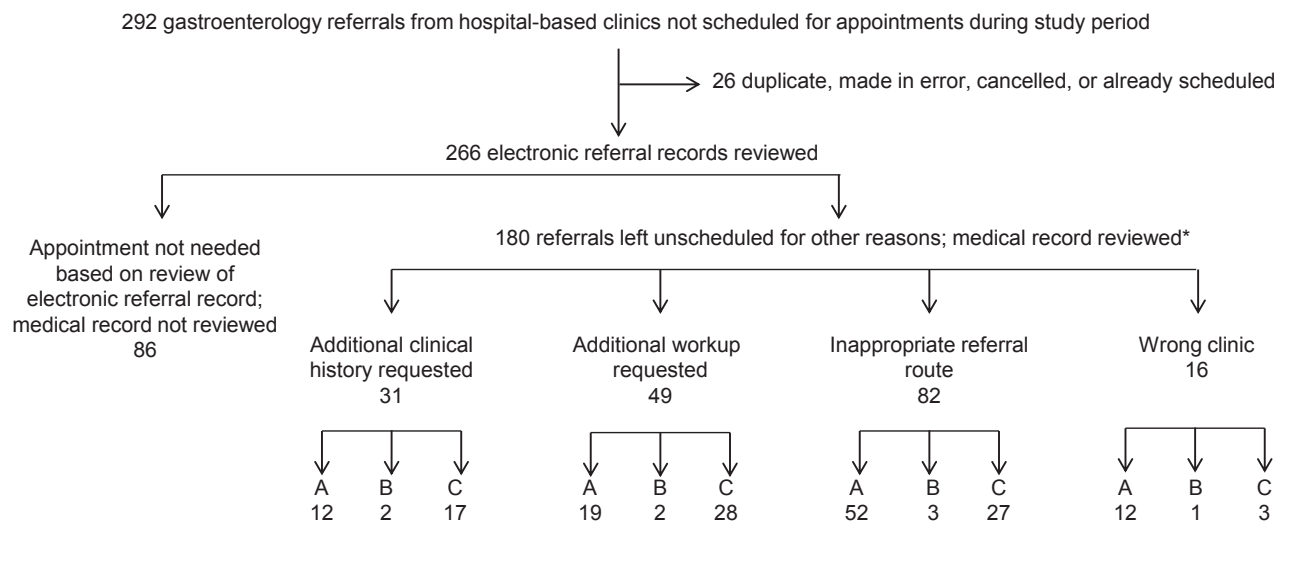 292 gastroenterology referrals from hospital-based clinics not scheduled for appointments during study period
26 duplicate, made in error, cancelled, or already scheduled
266 electronic referral records reviewed
Appointment not needed
based on review of
electronic referral record;
medical record not reviewed
86
180 referrals left unscheduled for other reasons; medical record reviewed*
Additional clinical
history requested
31
Additional workup
requested
49
Inappropriate referral
route
82
Wrong clinic
16
A B C
12 2 17
A B C
19 2 28
A B C
52 3 27
A B C
12 1 3